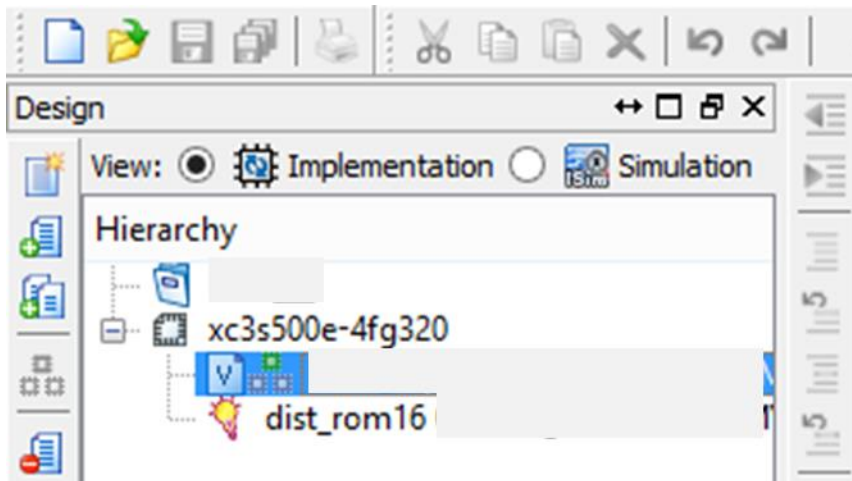 Design
View: Implementation Simulation
Hierarchy
xc3s500e-4fg320
dist_rom16